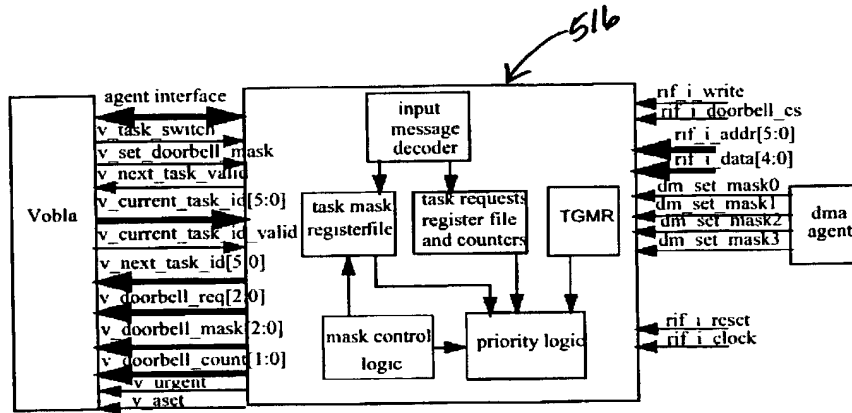 516
Vobla
agent interface
v_task_switch
v_set_doorbell_mask
v_next_task_valid
v_current_task_id[5:0]
v_current_task_id_valid
v_next_task_id[5:0]
v_doorbell_req[2:0]
v_doorbell_mask[2:0]
v_doorbell_count[1:0]
v_urgent
v_aset
input
message
decoder
task mask
registerfile
task requests
register file
and counters
TGMR
mask control
logic
priority logic
rif_i_write
rif_i_doorbell_cs
rif_i_addr[5:0]
rif_i_data[4:0]
dm_set_mask0
dm_set_mask1
dm_set_mask2
dm_set_mask3
dma
agent
rif_i_reset
rif_i_clock